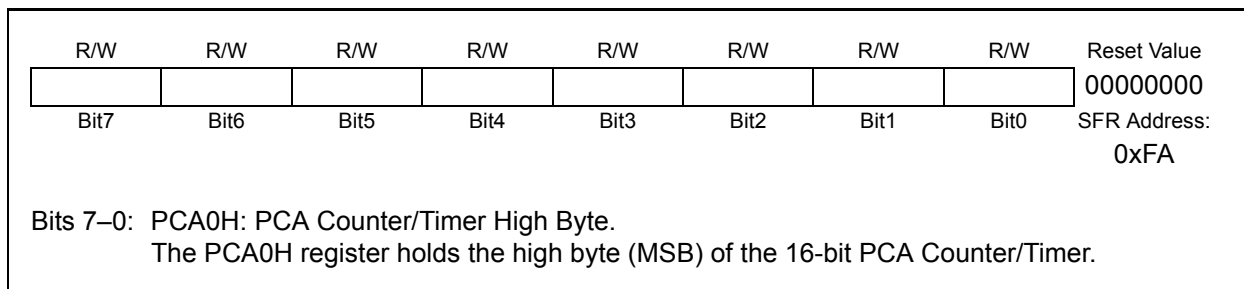 R/W R/W R/W R/W R/W R/W R/W R/W Reset Value
00000000
Bit7 Bit6 Bit5 Bit4 Bit3 Bit2 Bit1 Bit0 SFR Address:
0xFA
Bits 7–0: PCA0H: PCA Counter/Timer High Byte.
The PCA0H register holds the high byte (MSB) of the 16-bit PCA Counter/Timer.